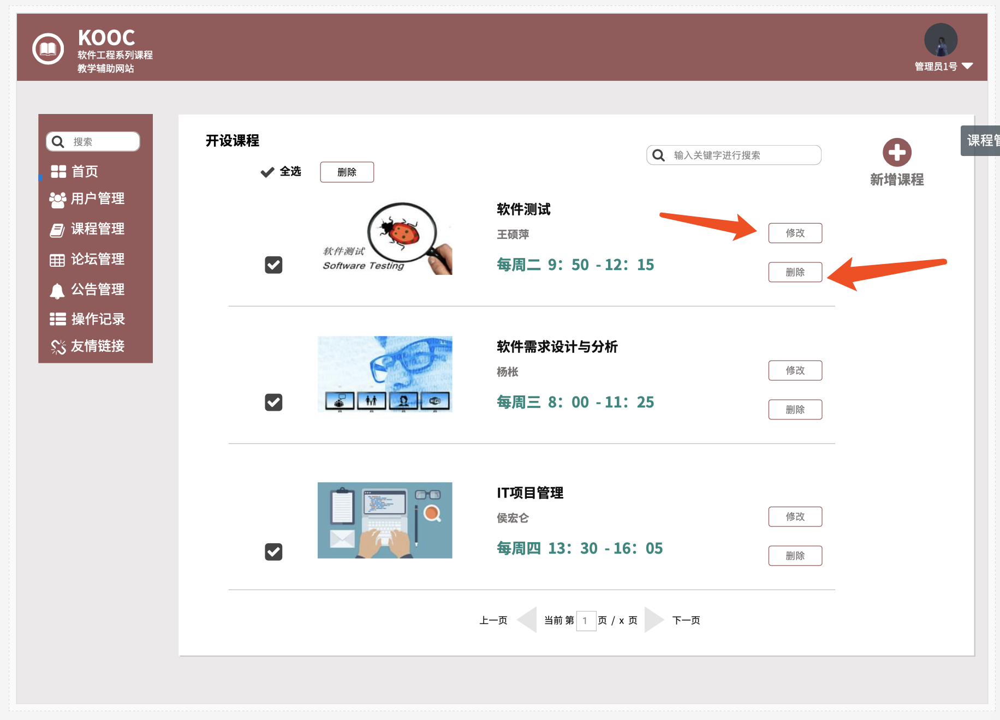 KOOC
软件工程系列课程
教学辅助网站
管理员1号
搜索
首页
用户管理
课程管理
论坛管理
公告管理
操作记录
友情链接
开设课程
全选
删除
输入关键字进行搜索
新增课程
课程管
软件测试
Software Testing
软件测试
王硕萍
每周二 9：50 - 12：15
修改
删除
软件需求设计与分析
杨枨
每周三 8：00 - 11：25
修改
删除
IT项目管理
侯宏仑
每周四 13：30 - 16：05
修改
删除
上一页 当前 第 1 页 / x 页 下一页